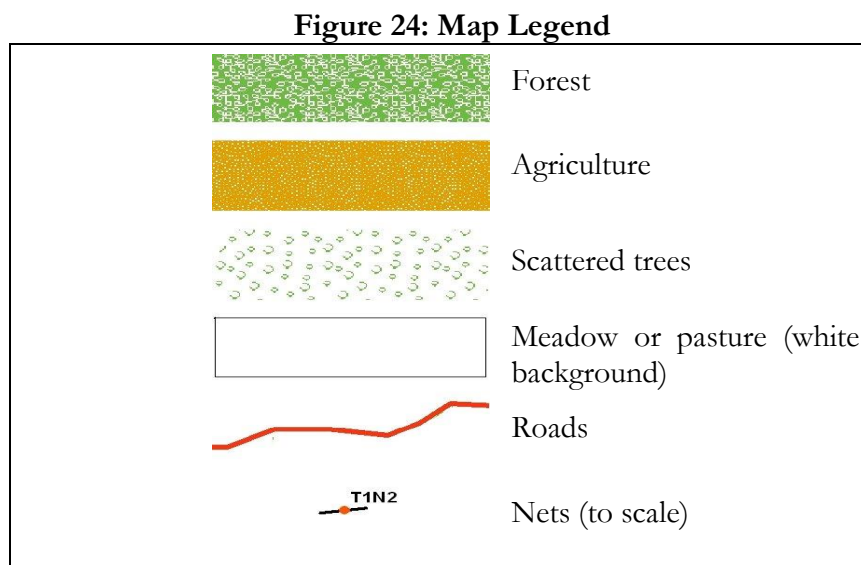 Figure 24: Map Legend
Forest
Agriculture
Scattered trees
Meadow or pasture (white
background)
Roads
T1N2
Nets (to scale)